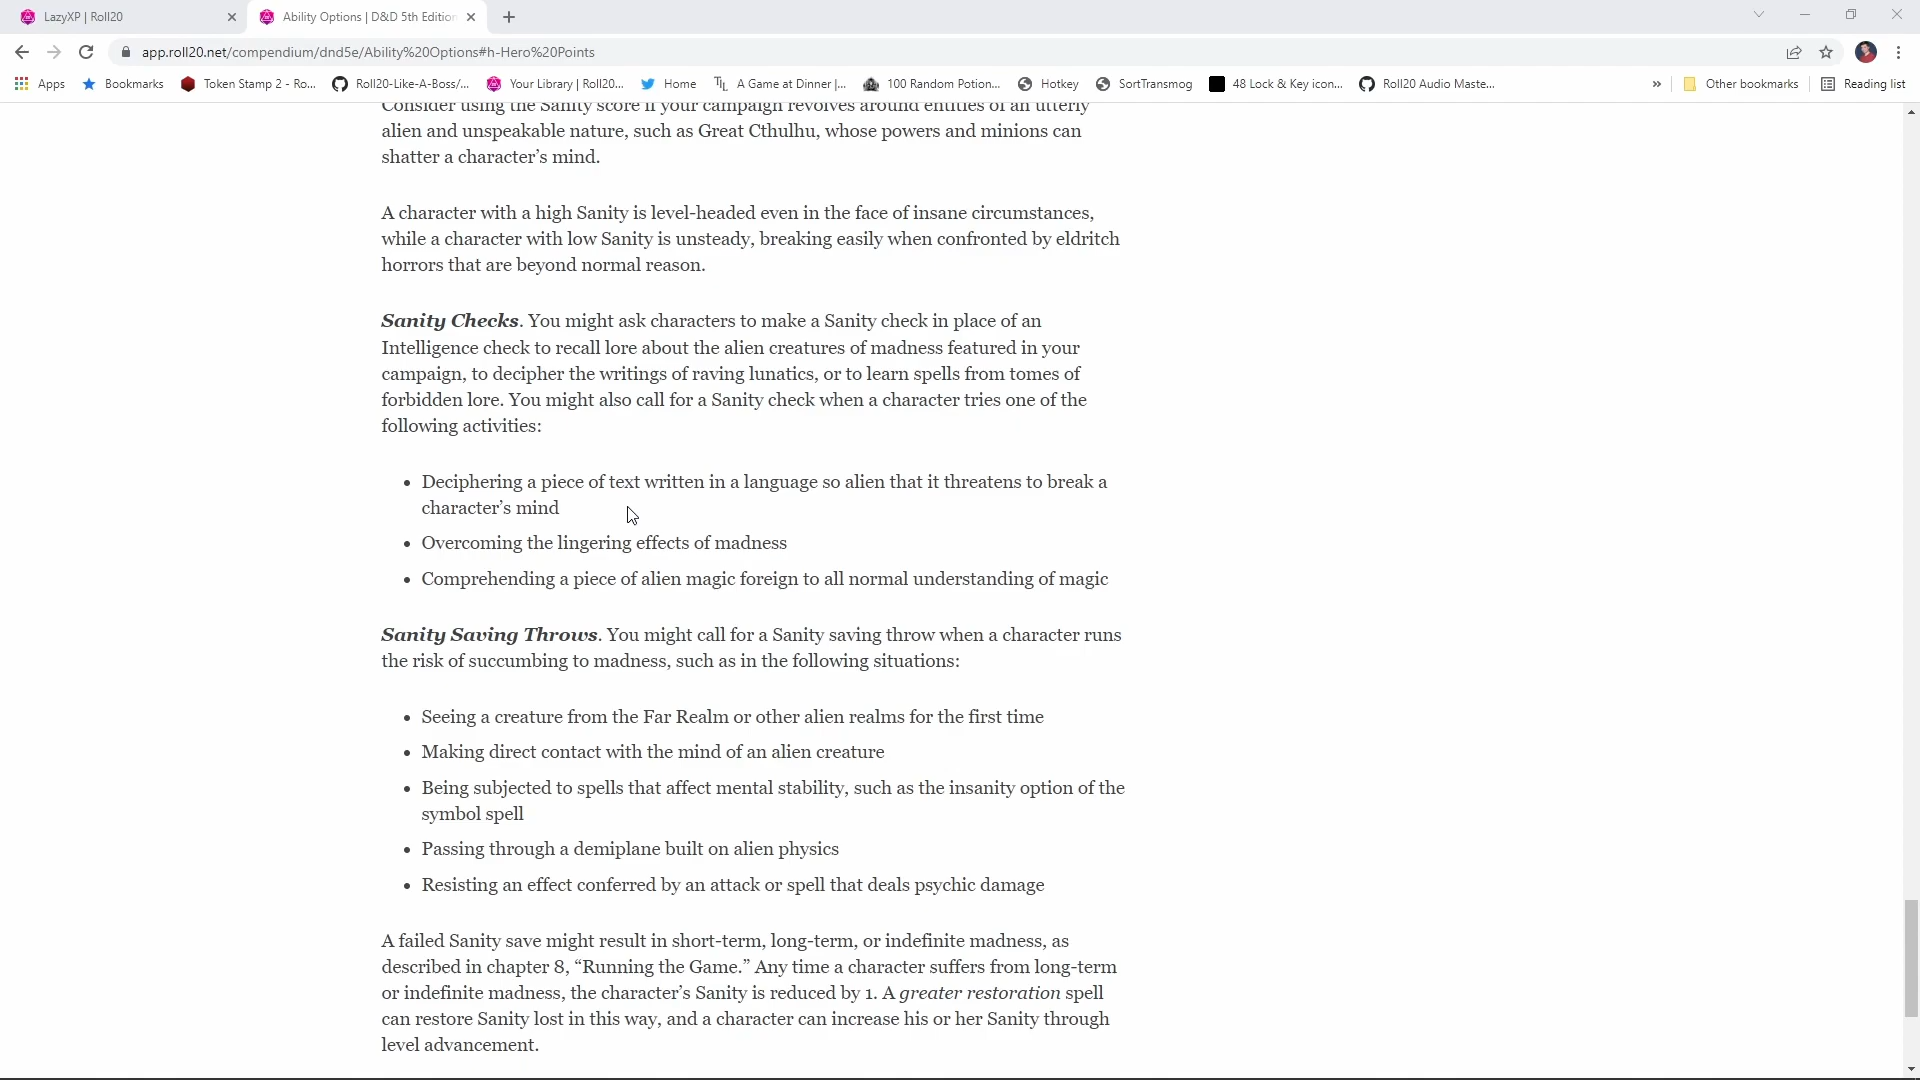 LazyXP | Roll20
Ability Options | D&D 5th Edition
app.roll20.net/compendium/dnd5e/Ability%20Options#h-Hero%20Points
Apps
Bookmarks
Token Stamp 2 - Ro...
Roll20-Like-A-Boss/...
Your Library | Roll20...
Home
A Game at Dinner |...
100 Random Potion...
Hotkey
SortTransmog
48 Lock & Key icon...
Roll20 Audio Maste...
»
Other bookmarks
Reading list
Consider using the Sanity score if your campaign revolves around entities of an utterly
alien and unspeakable nature, such as Great Cthulhu, whose powers and minions can
shatter a character’s mind.
A character with a high Sanity is level-headed even in the face of insane circumstances,
while a character with low Sanity is unsteady, breaking easily when confronted by eldritch
horrors that are beyond normal reason.
Sanity Checks. You might ask characters to make a Sanity check in place of an
Intelligence check to recall lore about the alien creatures of madness featured in your
campaign, to decipher the writings of raving lunatics, or to learn spells from tomes of
forbidden lore. You might also call for a Sanity check when a character tries one of the
following activities:
• Deciphering a piece of text written in a language so alien that it threatens to break a
character’s mind
• Overcoming the lingering effects of madness
• Comprehending a piece of alien magic foreign to all normal understanding of magic
Sanity Saving Throws. You might call for a Sanity saving throw when a character runs
the risk of succumbing to madness, such as in the following situations:
• Seeing a creature from the Far Realm or other alien realms for the first time
• Making direct contact with the mind of an alien creature
• Being subjected to spells that affect mental stability, such as the insanity option of the
symbol spell
• Passing through a demiplane built on alien physics
• Resisting an effect conferred by an attack or spell that deals psychic damage
A failed Sanity save might result in short-term, long-term, or indefinite madness, as
described in chapter 8, “Running the Game.” Any time a character suffers from long-term
or indefinite madness, the character’s Sanity is reduced by 1. A greater restoration spell
can restore Sanity lost in this way, and a character can increase his or her Sanity through
level advancement.